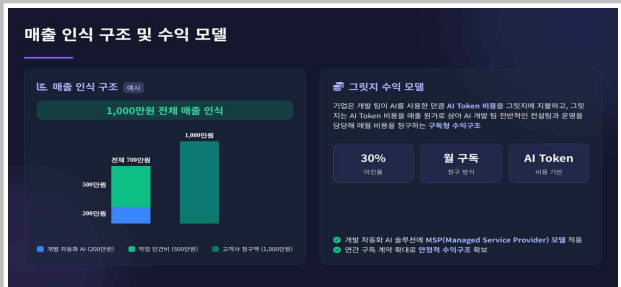 매출 인식 구조 및 수익 모델
매출 인식 구조 예시
1,000만원 전체 매출 인식
1,000만원
전체 700만원
500만원
200만원
개발 자동화 AI (200만원) 작업 인건비 (500만원) 고객사 청구액 (1,000만원)
그릿지 수익 모델
기업은 개발 팀이 AI를 사용한 만큼 AI Token 비용을 그릿지에 지불하고, 그릿
지는 AI Token 비용을 매출 원가로 삼아 AI 개발 팀 전반적인 컨설팅과 운영을
담당해 매월 비용을 청구하는 구독형 수익구조
30%
마진율
월 구독
청구 방식
AI Token
비용 기반
개발 자동화 AI 솔루션에 MSP(Managed Service Provider) 모델 적용
연간 구독 계약 확대로 안정적 수익구조 확보